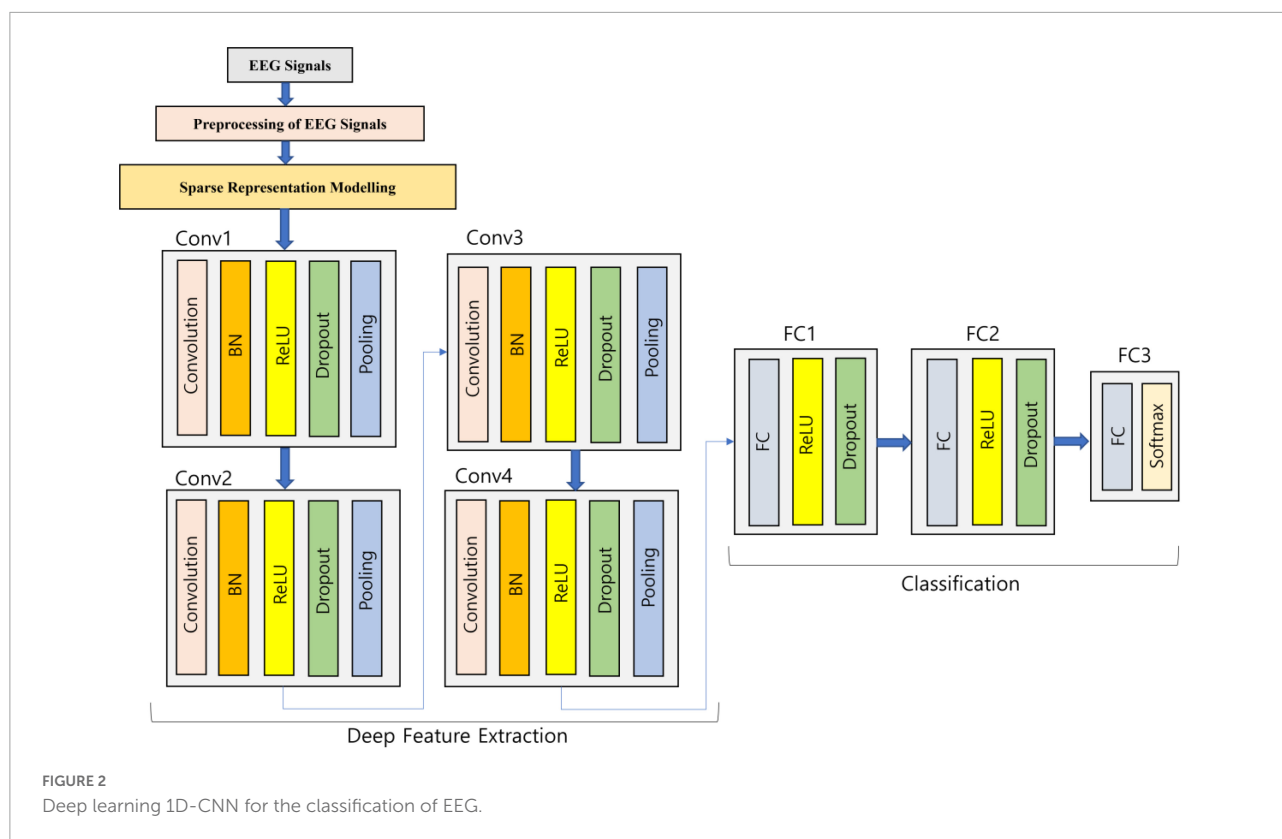 EEG Signals
Preprocessing of EEG Signals
Sparse Representation Modelling
Conv1
Convolution
BN
ReLU
Dropout
Pooling
Conv2
Convolution
BN
ReLU
Dropout
Pooling
Conv3
Convolution
BN
ReLU
Dropout
Pooling
Conv4
Convolution
BN
ReLU
Dropout
Pooling
Deep Feature Extraction
FC1
FC
ReLU
Dropout
FC2
FC
ReLU
Dropout
FC3
FC
Softmax
Classification
FIGURE 2
Deep learning 1D-CNN for the classification of EEG.